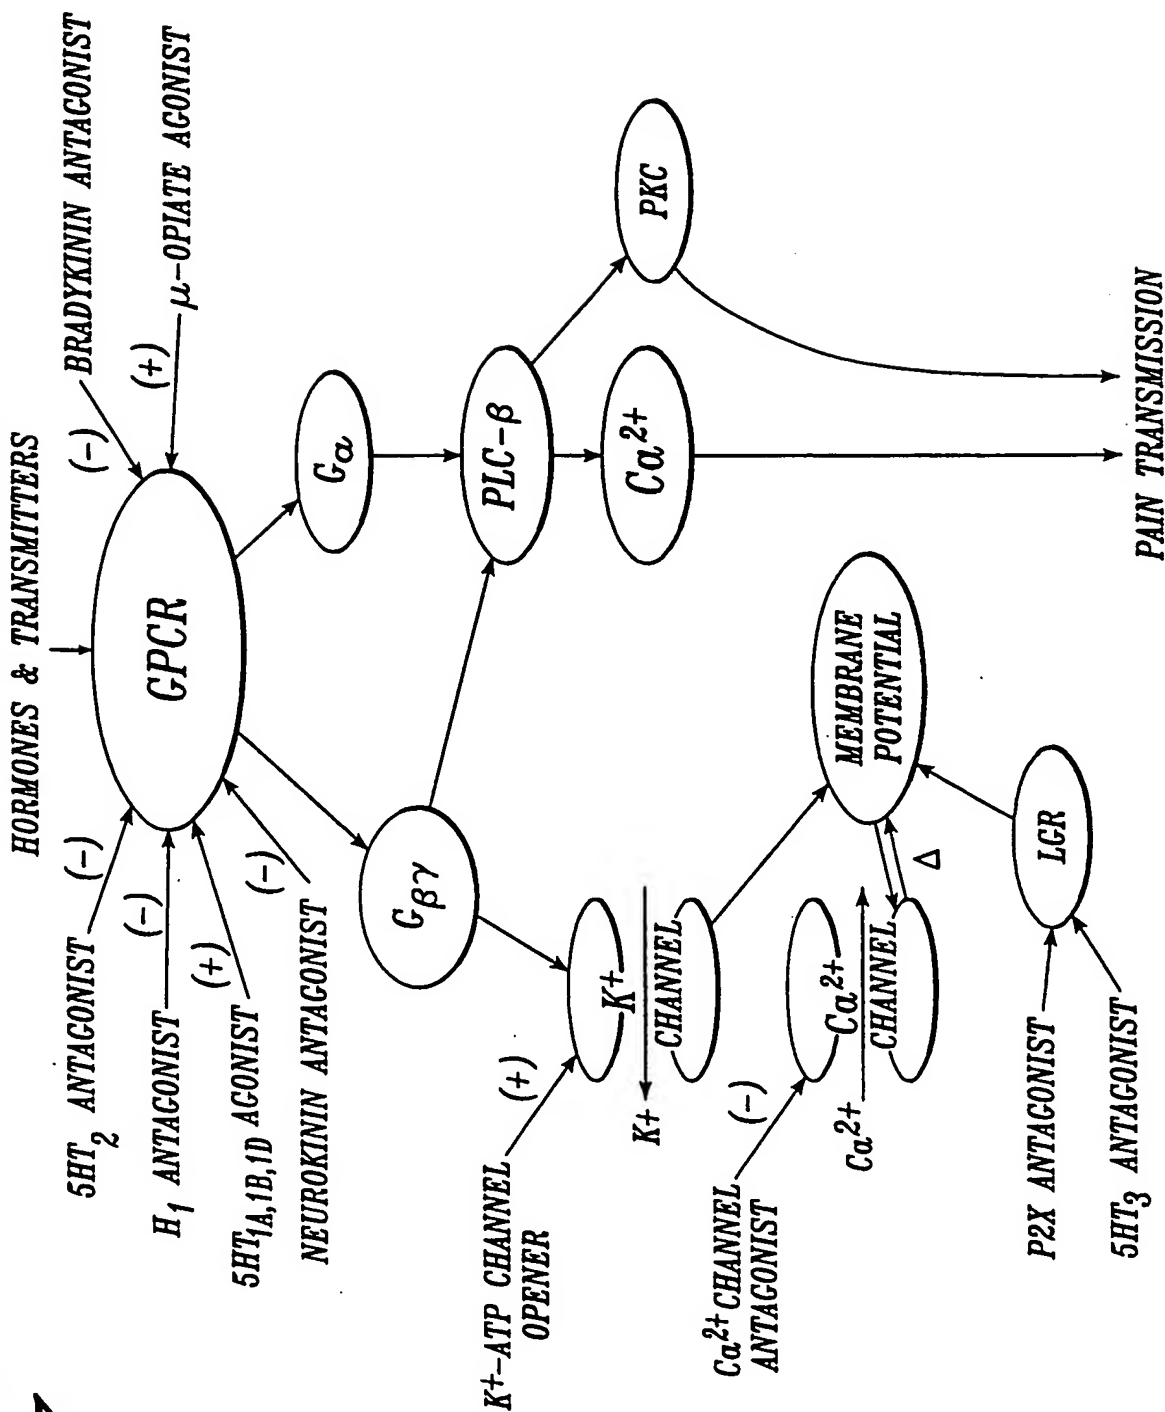 HORMONES & TRANSMITTERS
5HT2 ANTAGONIST
(-)
(-)
BRADYKININ ANTAGONIST
H1 ANTAGONIST
(-)
GPCR
(+)
μ-OPIATE AGONIST
5HT1A,1B,1D AGONIST
(+)
NEUROKININ ANTAGONIST
(-)
Gα
Gβγ
K+-ATP CHANNEL
OPENER
(+)
PLC-β
K+
K+
CHANNEL
Ca2+
PKC
Ca2+ CHANNEL
ANTAGONIST
(-)
Ca2+
Ca2+
CHANNEL
MEMBRANE
POTENTIAL
Δ
LGR
P2X ANTAGONIST
5HT3 ANTAGONIST
PAIN TRANSMISSION